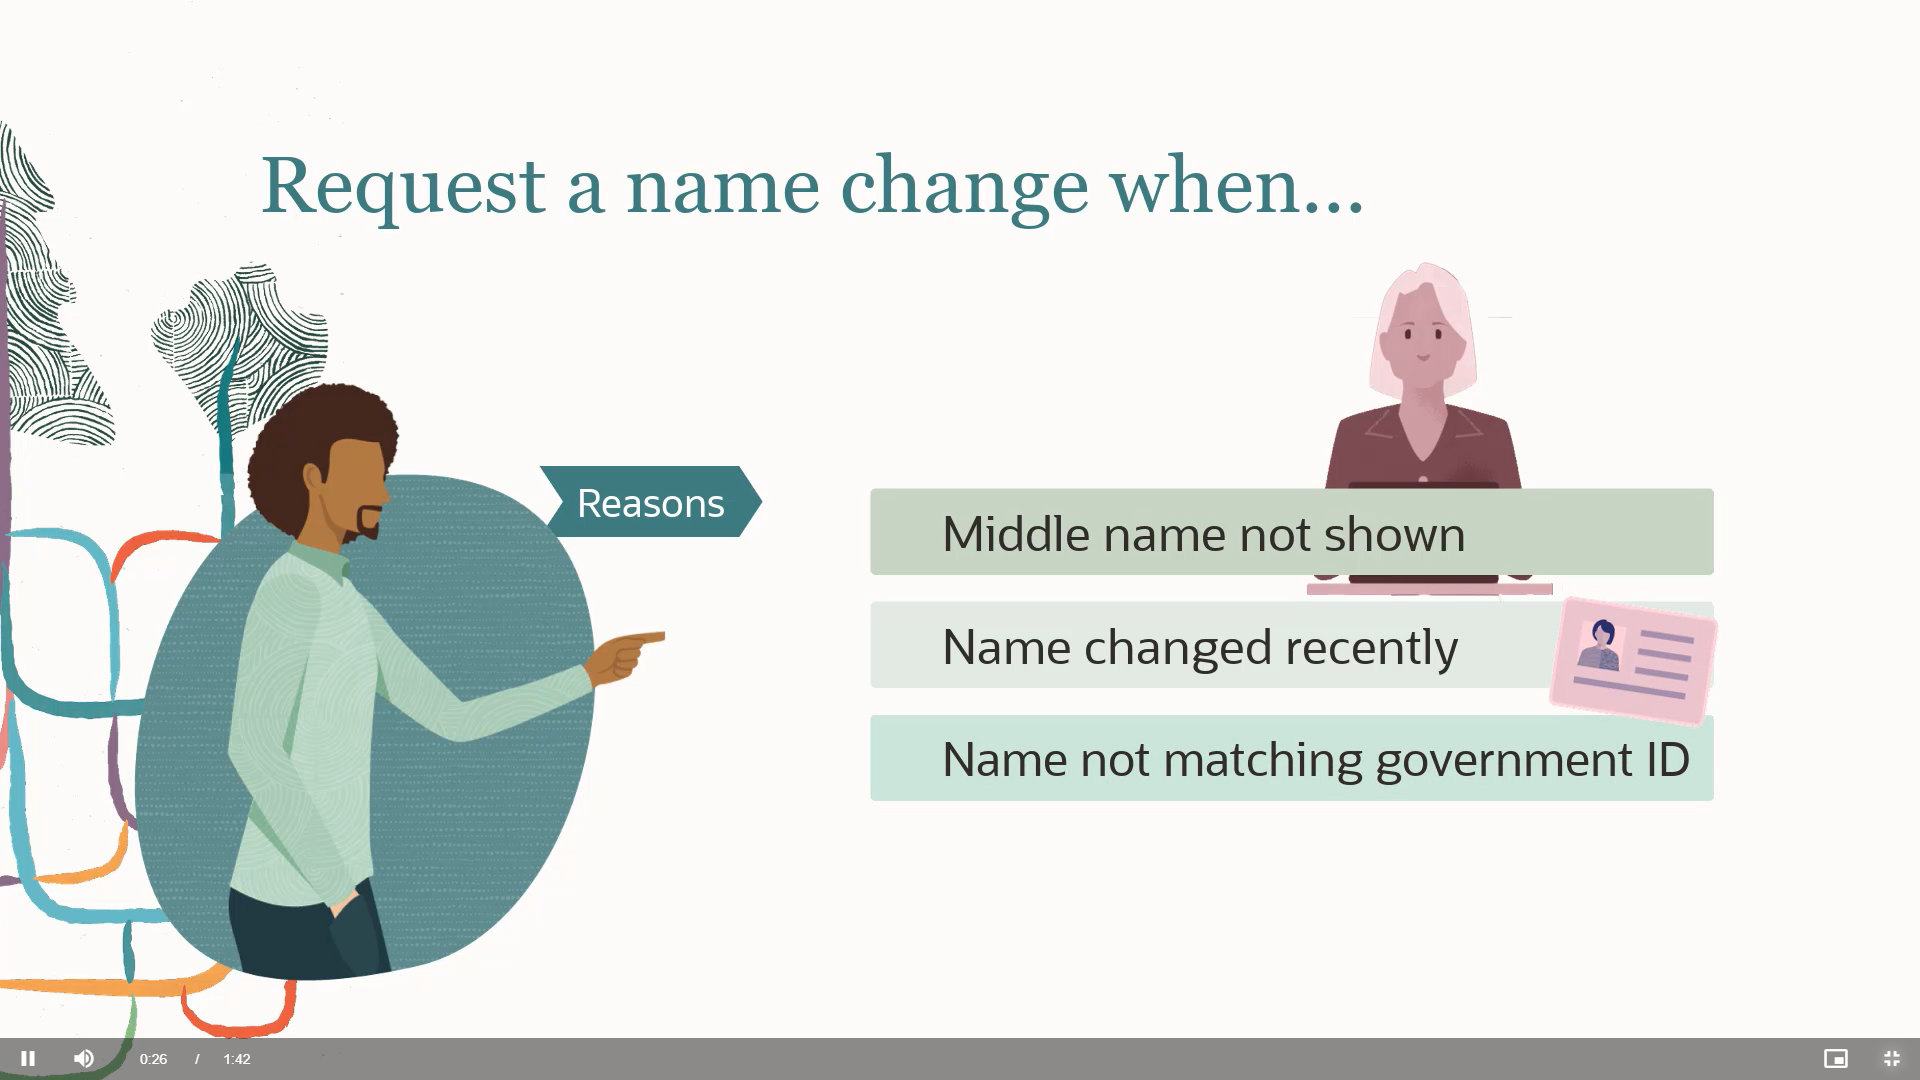 Request a name change when...
Reasons
Middle name not shown
Name changed recently
Name not matching government ID
0:26 / 1:42